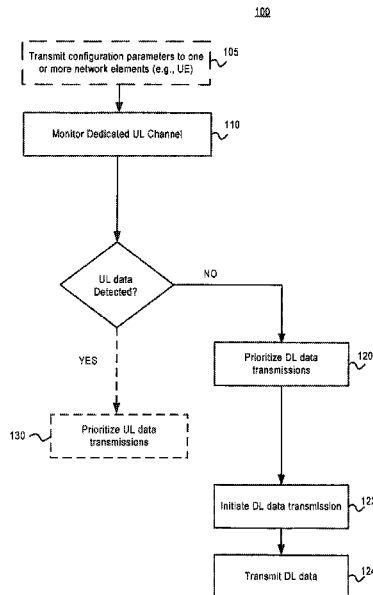 100
Transmit configuration parameters to one
or more network elements (e.g., UE)
105
Monitor Dedicated UL Channel
110
UL data
Detected?
NO
YES
Prioritize DL data
transmissions
120
Prioritize UL data
transmissions
130
Initiate DL data transmission
122
Transmit DL data
124